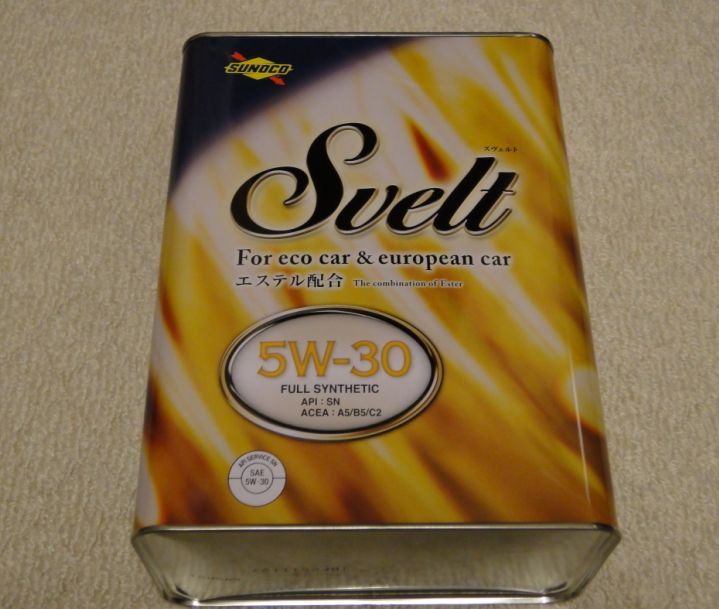 SUNOCO
スヴェルト
Svelt
For eco car & european car
エステル配合 The combination of Ester
5W-30
FULL SYNTHETIC
API : SN
ACEA : A5/B5/C2
API SERVICE SN
SAE
5W-30